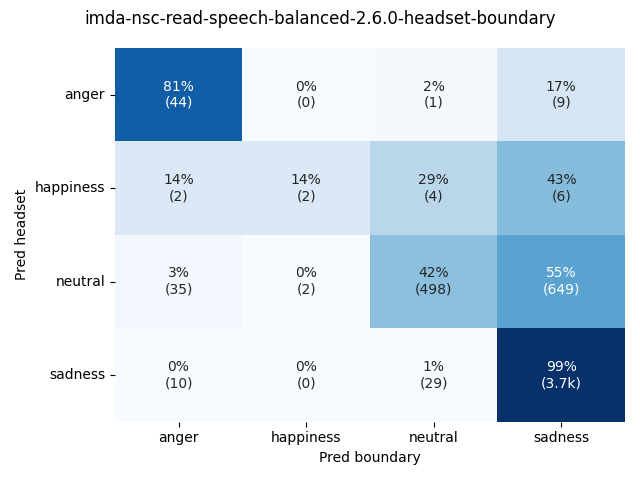 imda-nsc-read-speech-balanced-2.6.0-headset-boundary
Pred headset
anger
81% 0% 2% 17%
(44) (0) (1) (9)
happiness
14% 14% 29% 43%
(2) (2) (4) (6)
neutral
3% 0% 42% 55%
(35) (2) (498) (649)
sadness
0% 0% 1% 99%
(10) (0) (29) (3.7k)
anger happiness neutral sadness
Pred boundary